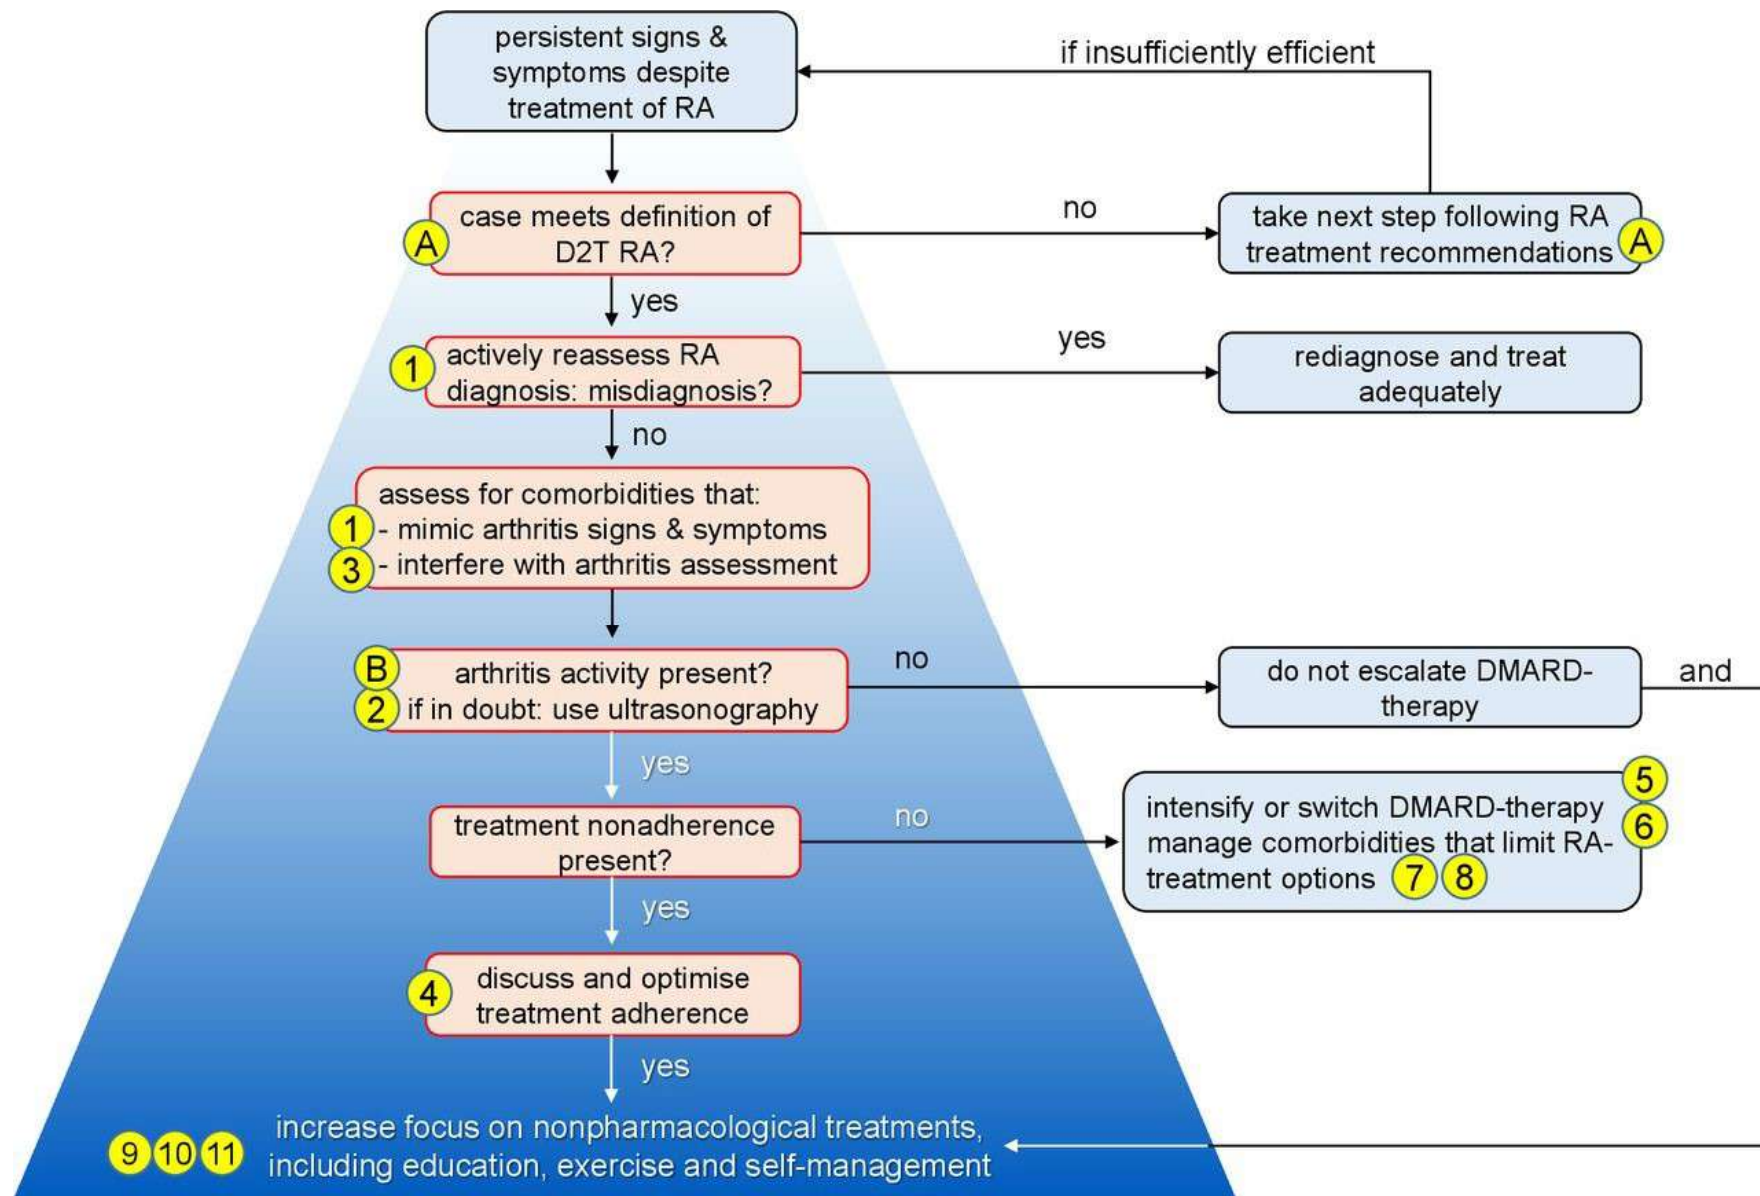 persistent signs &
symptoms despite
treatment of RA
if insufficiently efficient
A
case meets definition of
D2T RA?
no
take next step following RA
treatment recommendations
A
yes
1
actively reassess RA
diagnosis: misdiagnosis?
yes
rediagnose and treat
adequately
no
assess for comorbidities that:
1 - mimic arthritis signs & symptoms
3 - interfere with arthritis assessment
B
arthritis activity present?
2 if in doubt: use ultrasonography
no
do not escalate DMARD-
therapy
and
yes
treatment nonadherence
present?
no
5
intensify or switch DMARD-therapy
6
manage comorbidities that limit RA-
treatment options 7 8
yes
4
discuss and optimise
treatment adherence
yes
9 10 11
increase focus on nonpharmacological treatments,
including education, exercise and self-management